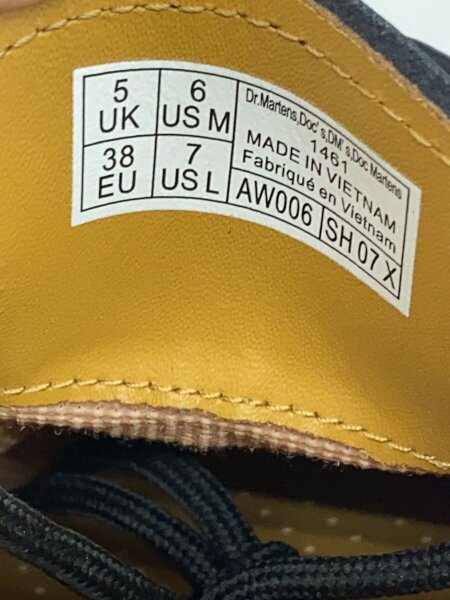 5
UK
6
US M
38
EU
7
US L
Dr.Martens,Doc's,DM's,Doc Martens
1461
MADE IN VIETNAM
Fabriqué en Vietnam
AW006
SH 07 X